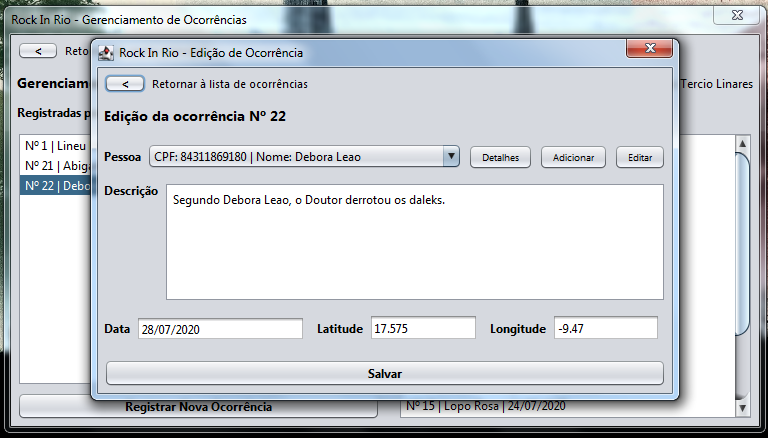 Rock In Rio - Gerenciamento de Ocorrências
Rock In Rio - Edição de Ocorrência
<
Reto
<
Retornar à lista de ocorrências
Gerenciam
Tercio Linares
Edição da ocorrência Nº 22
Registradas p
Nº 1 | Lineu
Nº 21 | Abiga
Nº 22 | Debo
Pessoa
CPF: 84311869180 | Nome: Debora Leao
Detalhes
Adicionar
Editar
Descrição
Segundo Debora Leao, o Doutor derrotou os daleks.
Data
28/07/2020
Latitude
17.575
Longitude
-9.47
Salvar
Registrar Nova Ocorrência
Nº 15 | Lopo Rosa | 24/07/2020